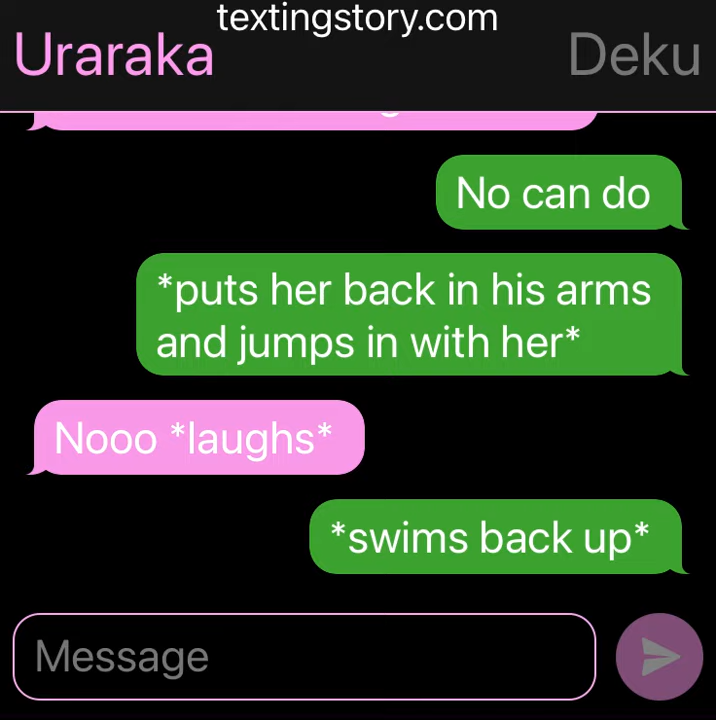 textingstory.com
Uraraka
Deku
No can do
*puts her back in his arms
and jumps in with her*
Nooo *laughs*
*swims back up*
Message